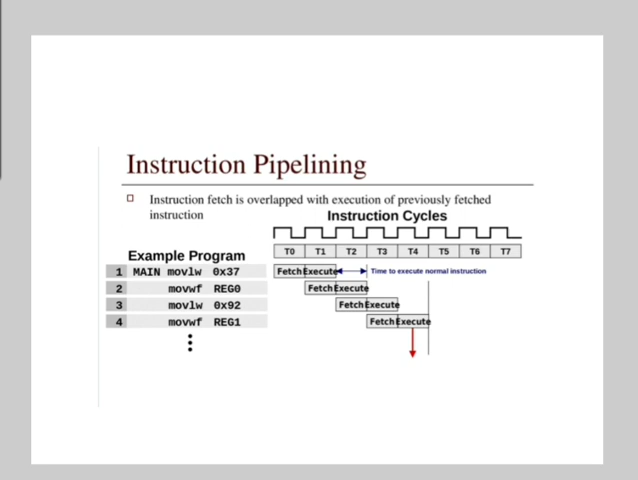 Instruction Pipelining
Instruction fetch is overlapped with execution of previously fetched
instruction
Instruction Cycles
T0 T1 T2 T3 T4 T5 T6 T7
Example Program
1 MAIN movlw 0x37 Fetch Execute Time to execute normal instruction
2 movwf REG0 Fetch Execute
3 movlw 0x92 Fetch Execute
4 movwf REG1 Fetch Execute